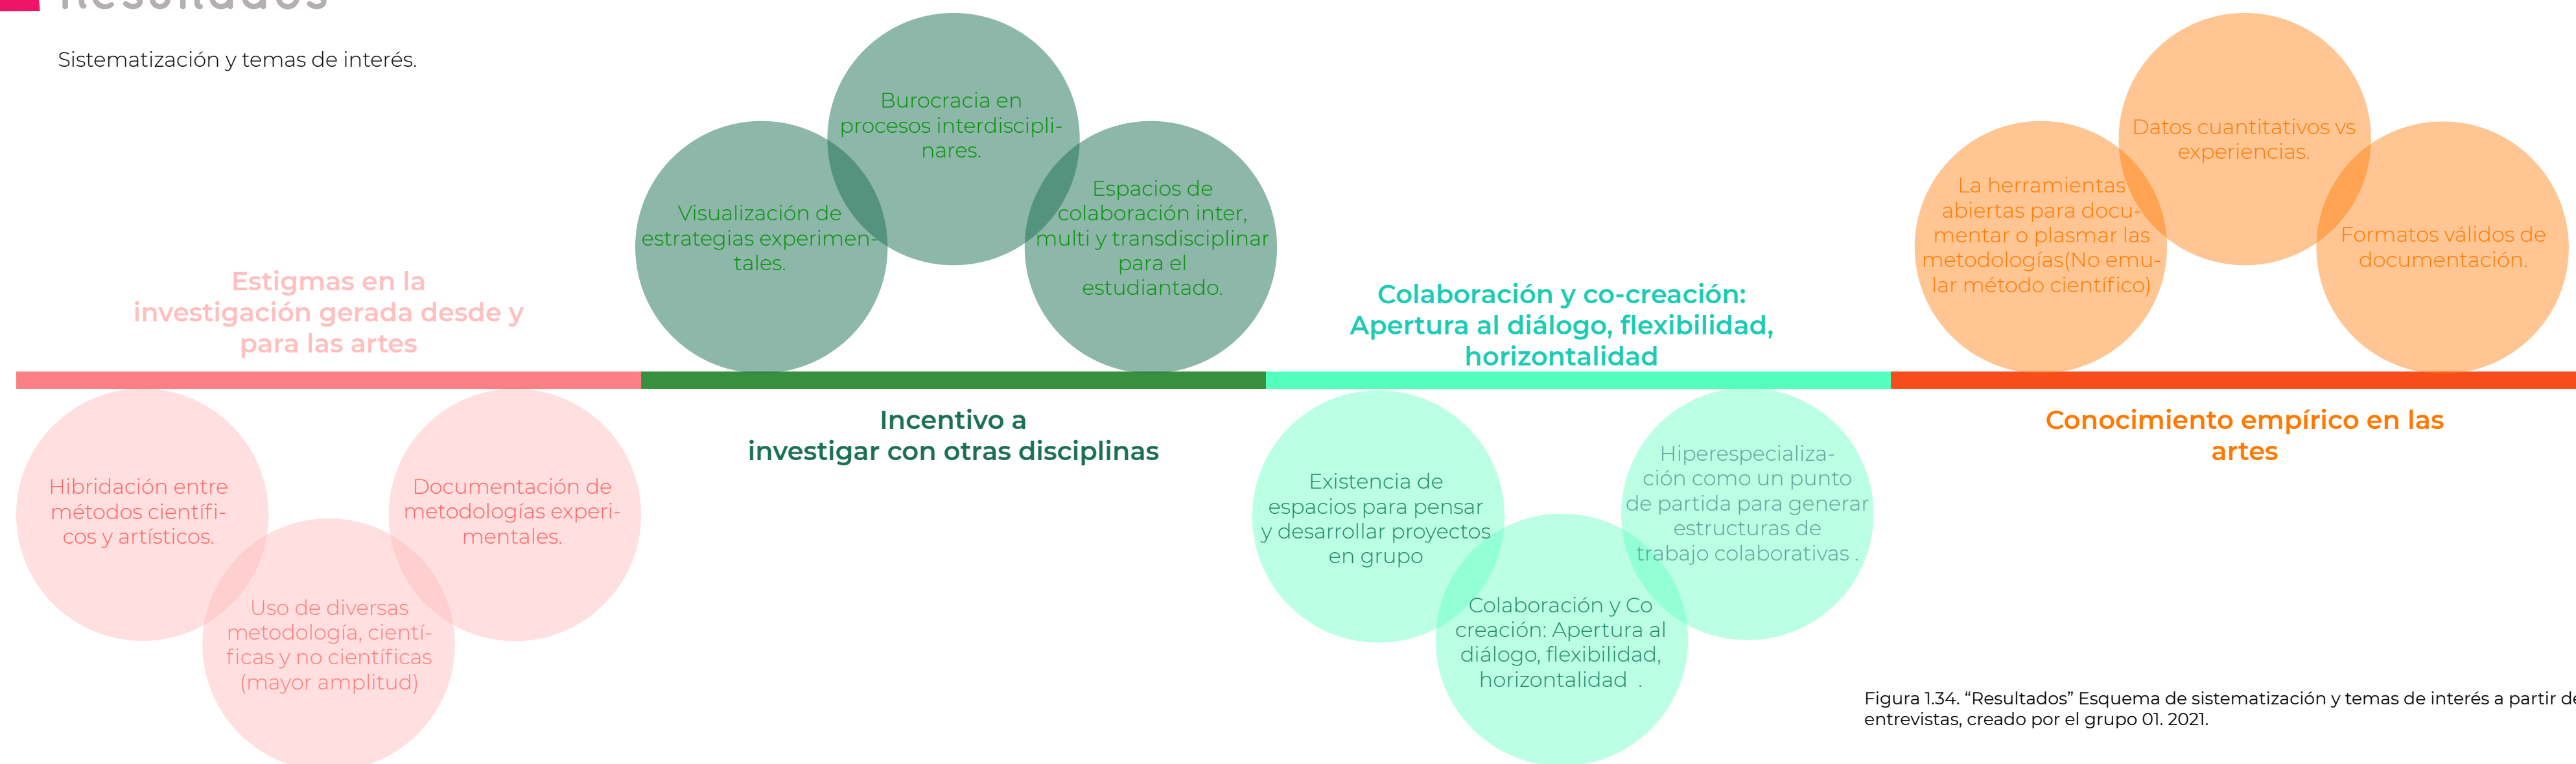 Resultados
Sistematización y temas de interés.
Estigmas en la
investigación gerada desde y
para las artes
Hibridación entre
métodos científi-
cos y artísticos.
Uso de diversas
metodología, cientí-
ficas y no científicas
(mayor amplitud)
Documentación de
metodologías experi-
mentales.
Visualización de
estrategias experimen-
tales.
Burocracia en
procesos interdiscipli-
nares.
Espacios de
colaboración inter,
multi y transdisciplinar
para el
estudiantado.
Incentivo a
investigar con otras disciplinas
Colaboración y co-creación:
Apertura al diálogo, flexibilidad,
horizontalidad
Existencia de
espacios para pensar
y desarrollar proyectos
en grupo
Colaboración y Co
creación: Apertura al
diálogo, flexibilidad,
horizontalidad .
Hiperespecializa-
ción como un punto
de partida para generar
estructuras de
trabajo colaborativas .
La herramientas
abiertas para docu-
mentar o plasmar las
metodologías(No emu-
lar método científico)
Datos cuantitativos vs
experiencias.
Formatos válidos de
documentación.
Conocimiento empírico en las
artes
Figura 1.34. “Resultados” Esquema de sistematización y temas de interés a partir de
entrevistas, creado por el grupo 01. 2021.